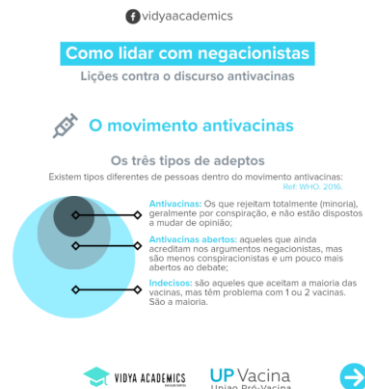 vidyaacademics
Como lidar com negacionistas
Lições contra o discurso antivacinas
O movimento antivacinas
Os três tipos de adeptos
Existem tipos diferentes de pessoas dentro do movimento antivacinas:
Ref: WHO, 2016.
Antivacinas: Os que rejeitam totalmente (minoria),
geralmente por conspiração, e não estão dispostos
a mudar de opinião;
Antivacinas abertos: aqueles que ainda
acreditam nos argumentos negacionistas, mas
são menos conspiracionistas e um pouco mais
abertos ao debate;
Indecisos: são aqueles que aceitam a maioria das
vacinas, mas têm problema com 1 ou 2 vacinas.
São a maioria.
VIDYA ACADEMICS
UPVacina
Uniao Pró-Vacina